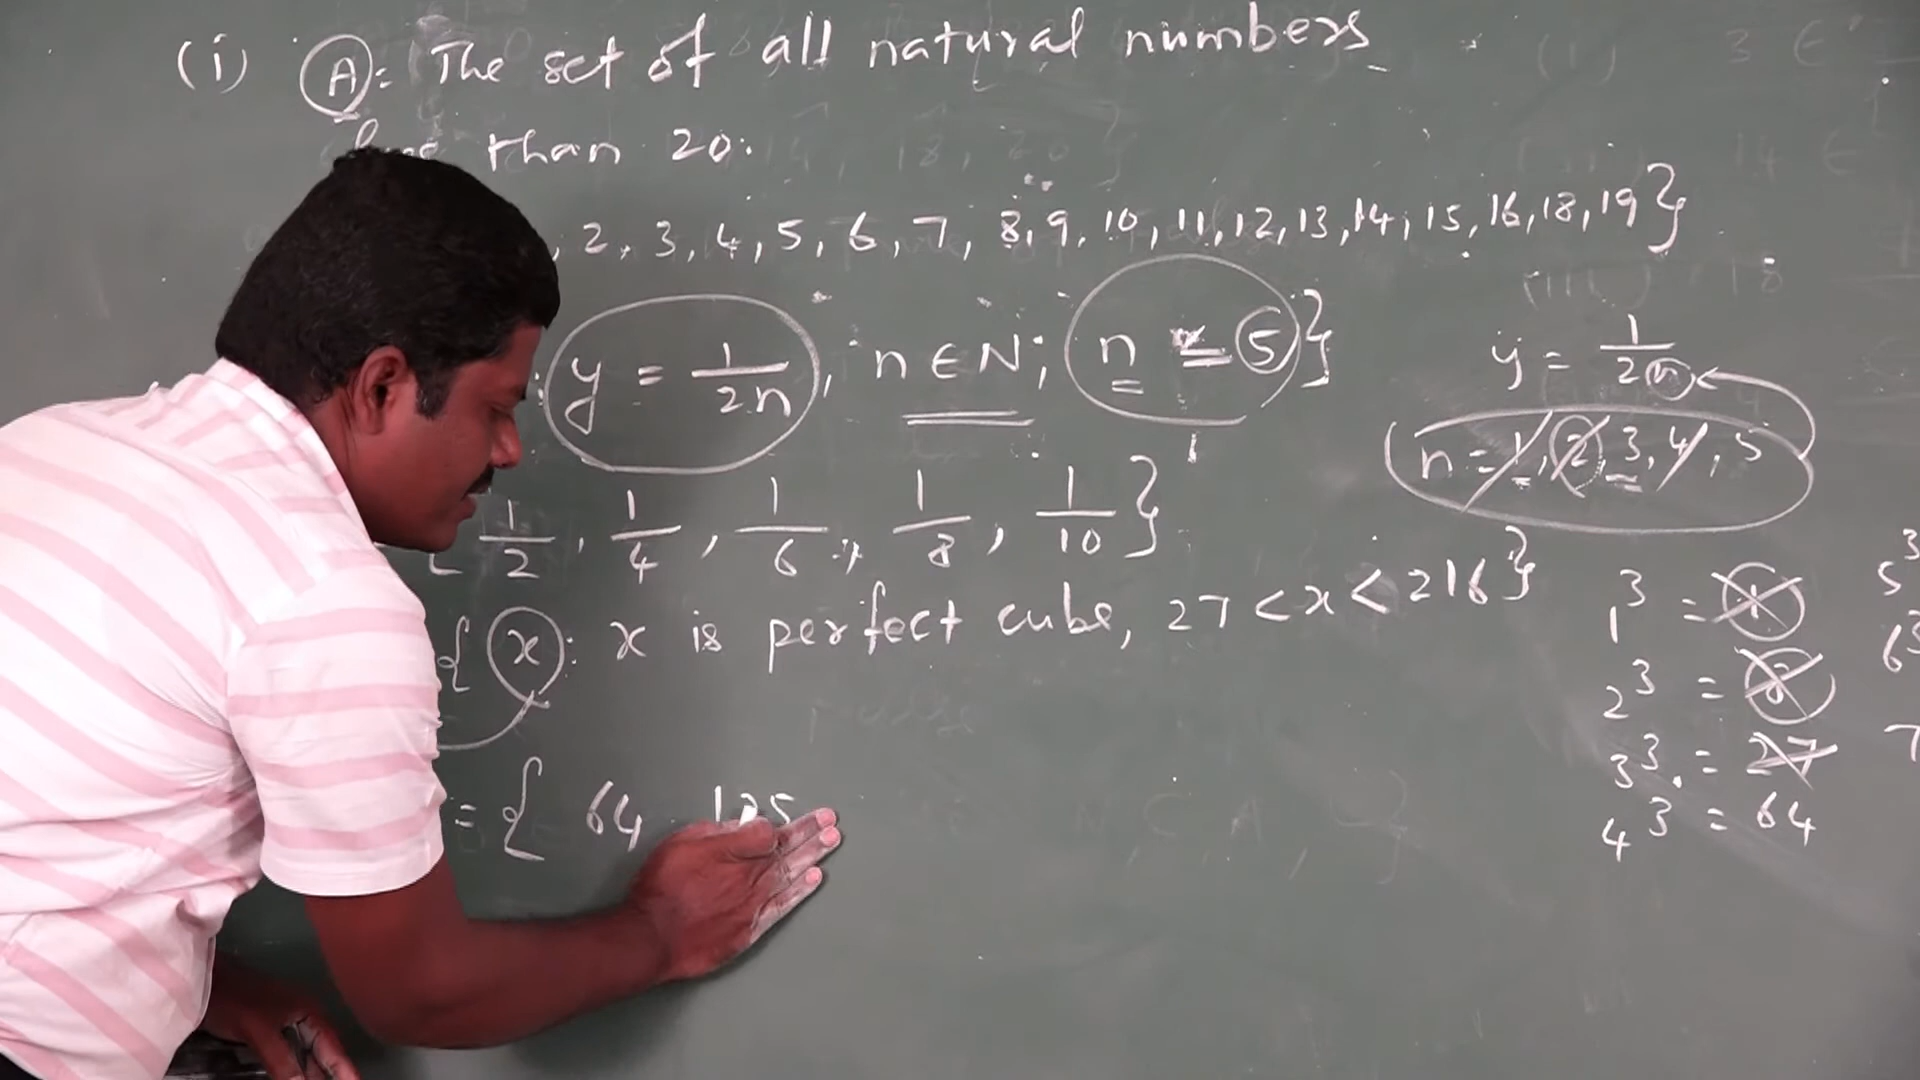 (i) A: The set of all natural numbers
than 20:
, 2, 3, 4, 5, 6, 7, 8, 9, 10, 11, 12, 13, 14, 15, 16, 18, 19}
: y = 1/2n, n ∈ N; n ≤ 5}
y = 1/2n
n = 1, 2, 3, 4, 5
{ 1/2, 1/4, 1/6, 1/8, 1/10 }
{ x : x is perfect cube, 27 < x < 216}
= { 64 125
1³ = 1
2³ = 8
3³ = 27
4³ = 64
5³
6³
7